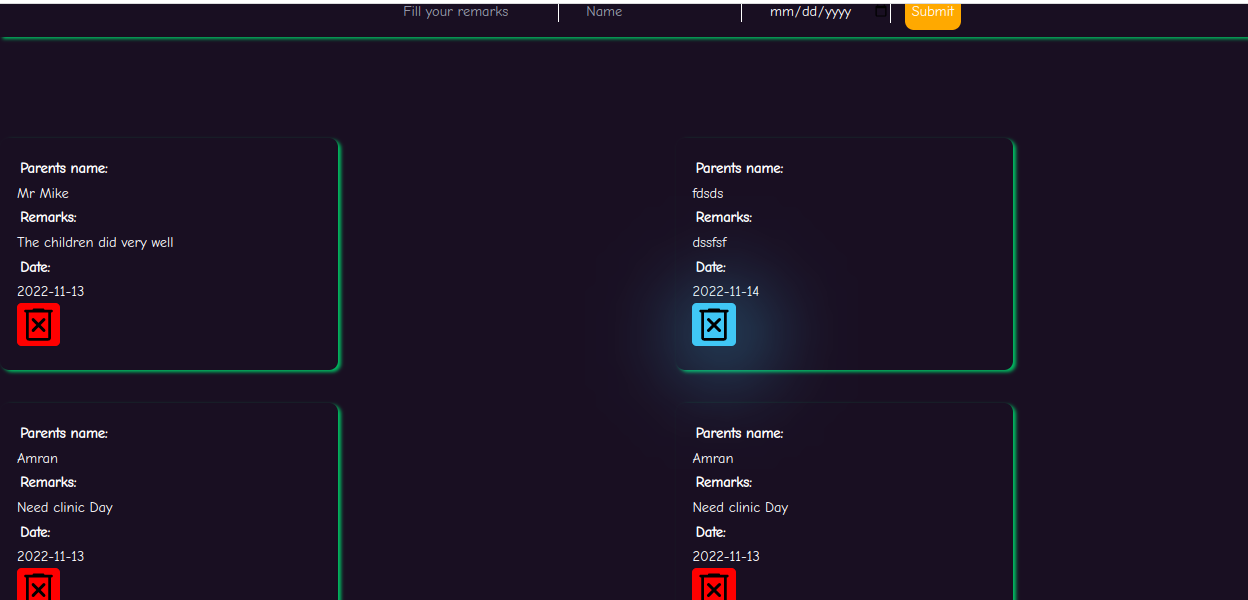 Fill your remarks Name mm/dd/yyyy Submit
Parents name:
Mr Mike
Remarks:
The children did very well
Date:
2022-11-13
Parents name:
fdsds
Remarks:
dssfsf
Date:
2022-11-14
Parents name:
Amran
Remarks:
Need clinic Day
Date:
2022-11-13
Parents name:
Amran
Remarks:
Need clinic Day
Date:
2022-11-13